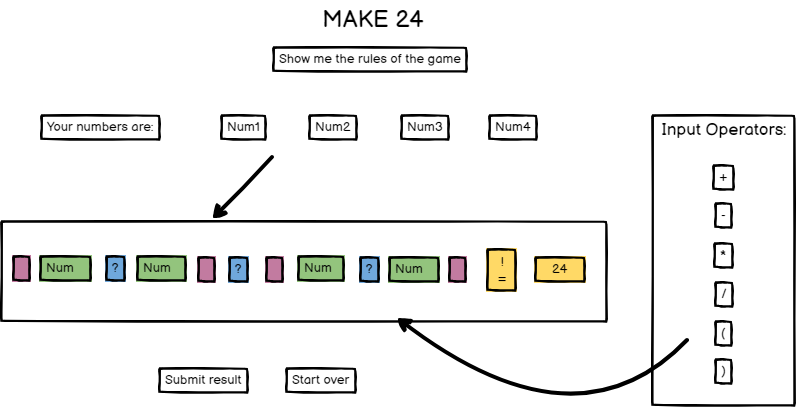 MAKE 24
Show me the rules of the game
Your numbers are: Num1 Num2 Num3 Num4
Input Operators:
+
-
*
/
(
)
Num ? Num ? Num ? Num ! = 24
Submit result Start over